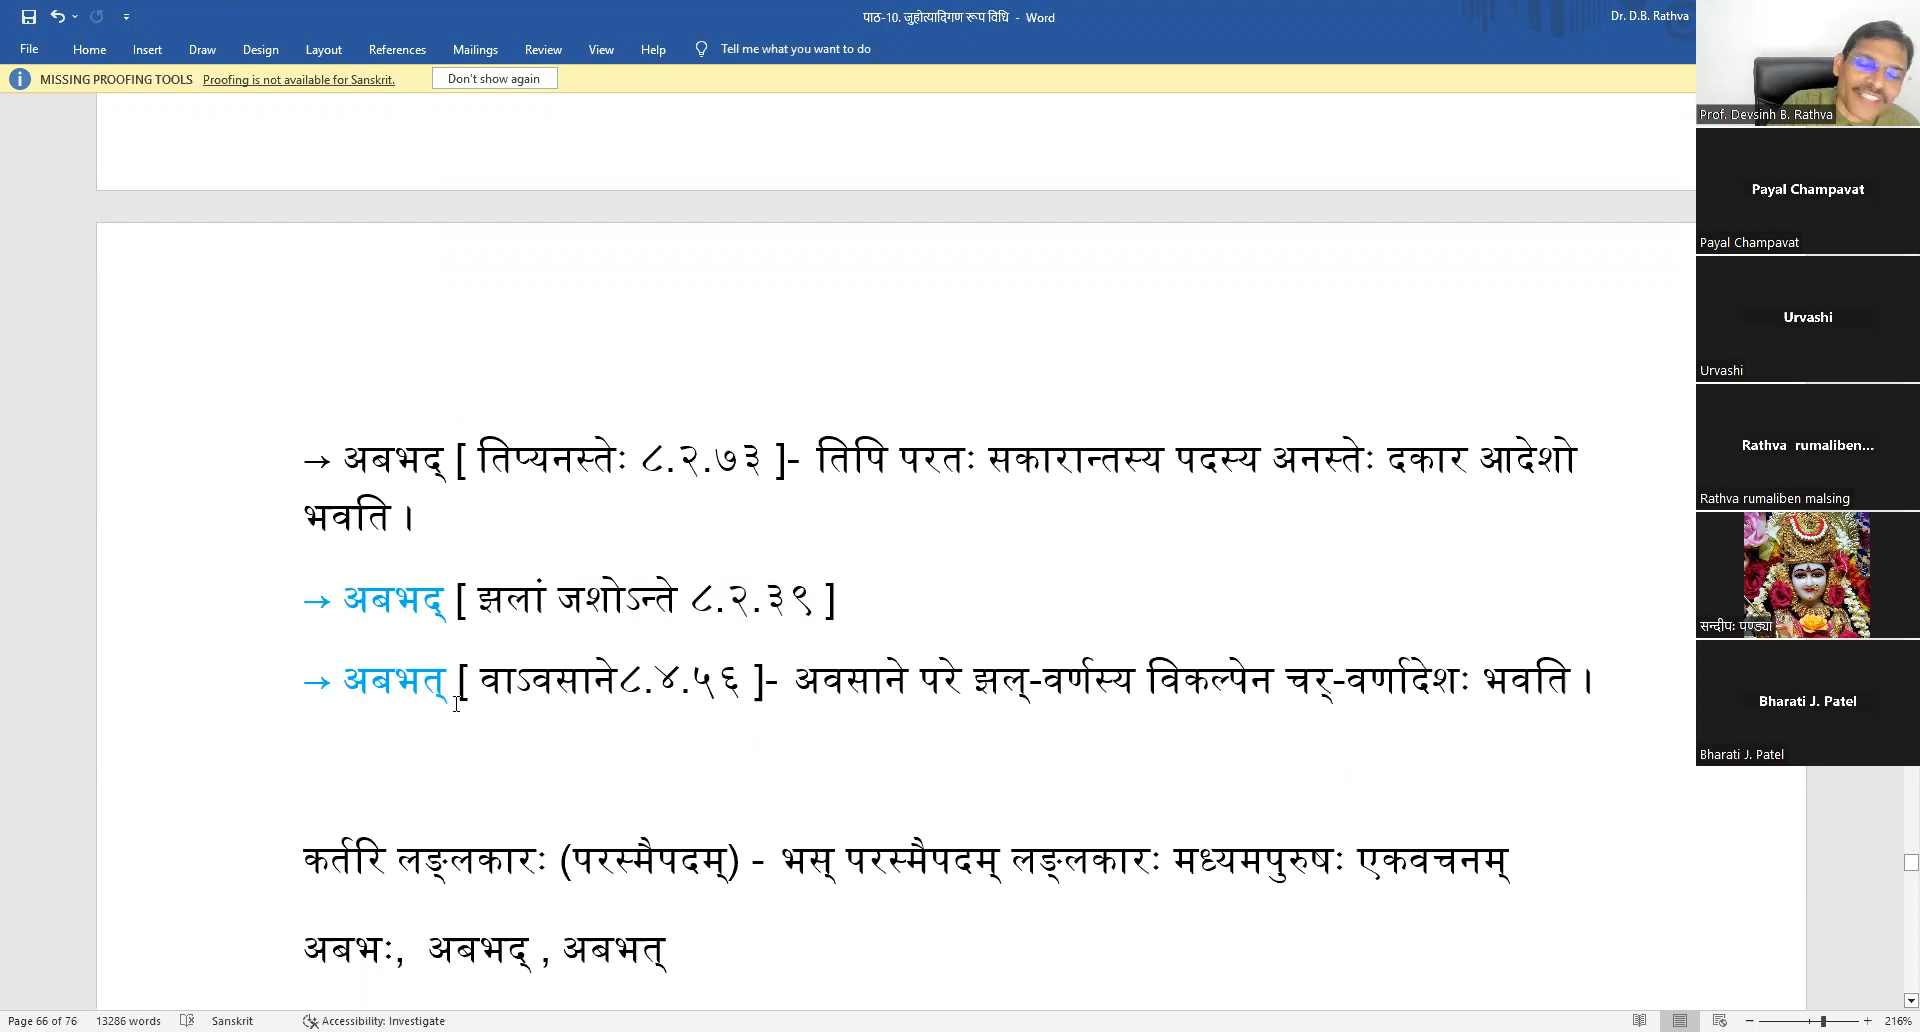 पाठ-10. जुहोत्यादिगण रूप विधि - Word
Dr. D.B. Rathva
File Home Insert Draw Design Layout References Mailings Review View Help Tell me what you want to do
MISSING PROOFING TOOLS Proofing is not available for Sanskrit. Don't show again
→ अबभद् [ तिप्यनस्तेः ८.२.७३ ]- तिपि परतः सकारान्तस्य पदस्य अनस्तेः दकार आदेशो
भवति ।
→ अबभद् [ झलां जशोऽन्ते ८.२.३९ ]
→ अबभत् [ वाऽवसाने८.४.५६ ]- अवसाने परे झल्-वर्णस्य विकल्पेन चर्-वर्णादेशः भवति ।
कर्तरि लङ्लकारः (परस्मैपदम्) - भस् परस्मैपदम् लङ्लकारः मध्यमपुरुषः एकवचनम्
अबभः, अबभद् , अबभत्
Prof. Devsinh B. Rathva
Payal Champavat
Payal Champavat
Urvashi
Urvashi
Rathva rumaliben...
Rathva rumaliben malsing
सन्दीपः पण्ड्या
Bharati J. Patel
Bharati J. Patel
Page 66 of 76 13286 words Sanskrit Accessibility: Investigate 216%